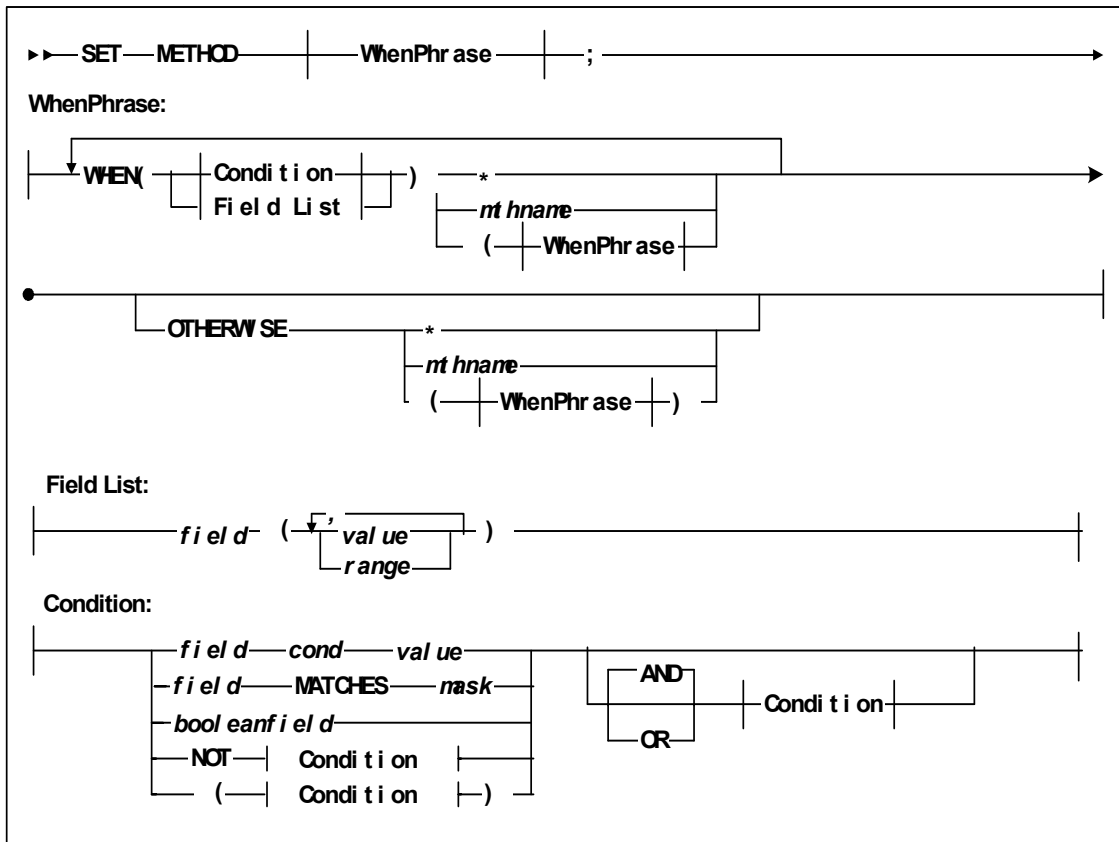 SET METHOD WhenPhrase ;
WhenPhrase:
WHEN( Condition ) *
Field List mthname
( WhenPhrase
OTHERWISE *
mthname
( WhenPhrase )
Field List:
,
field ( value )
range
Condition:
field cond value
field MATCHES mask
booleanfield
NOT Condition
( Condition )
AND
OR
Condition